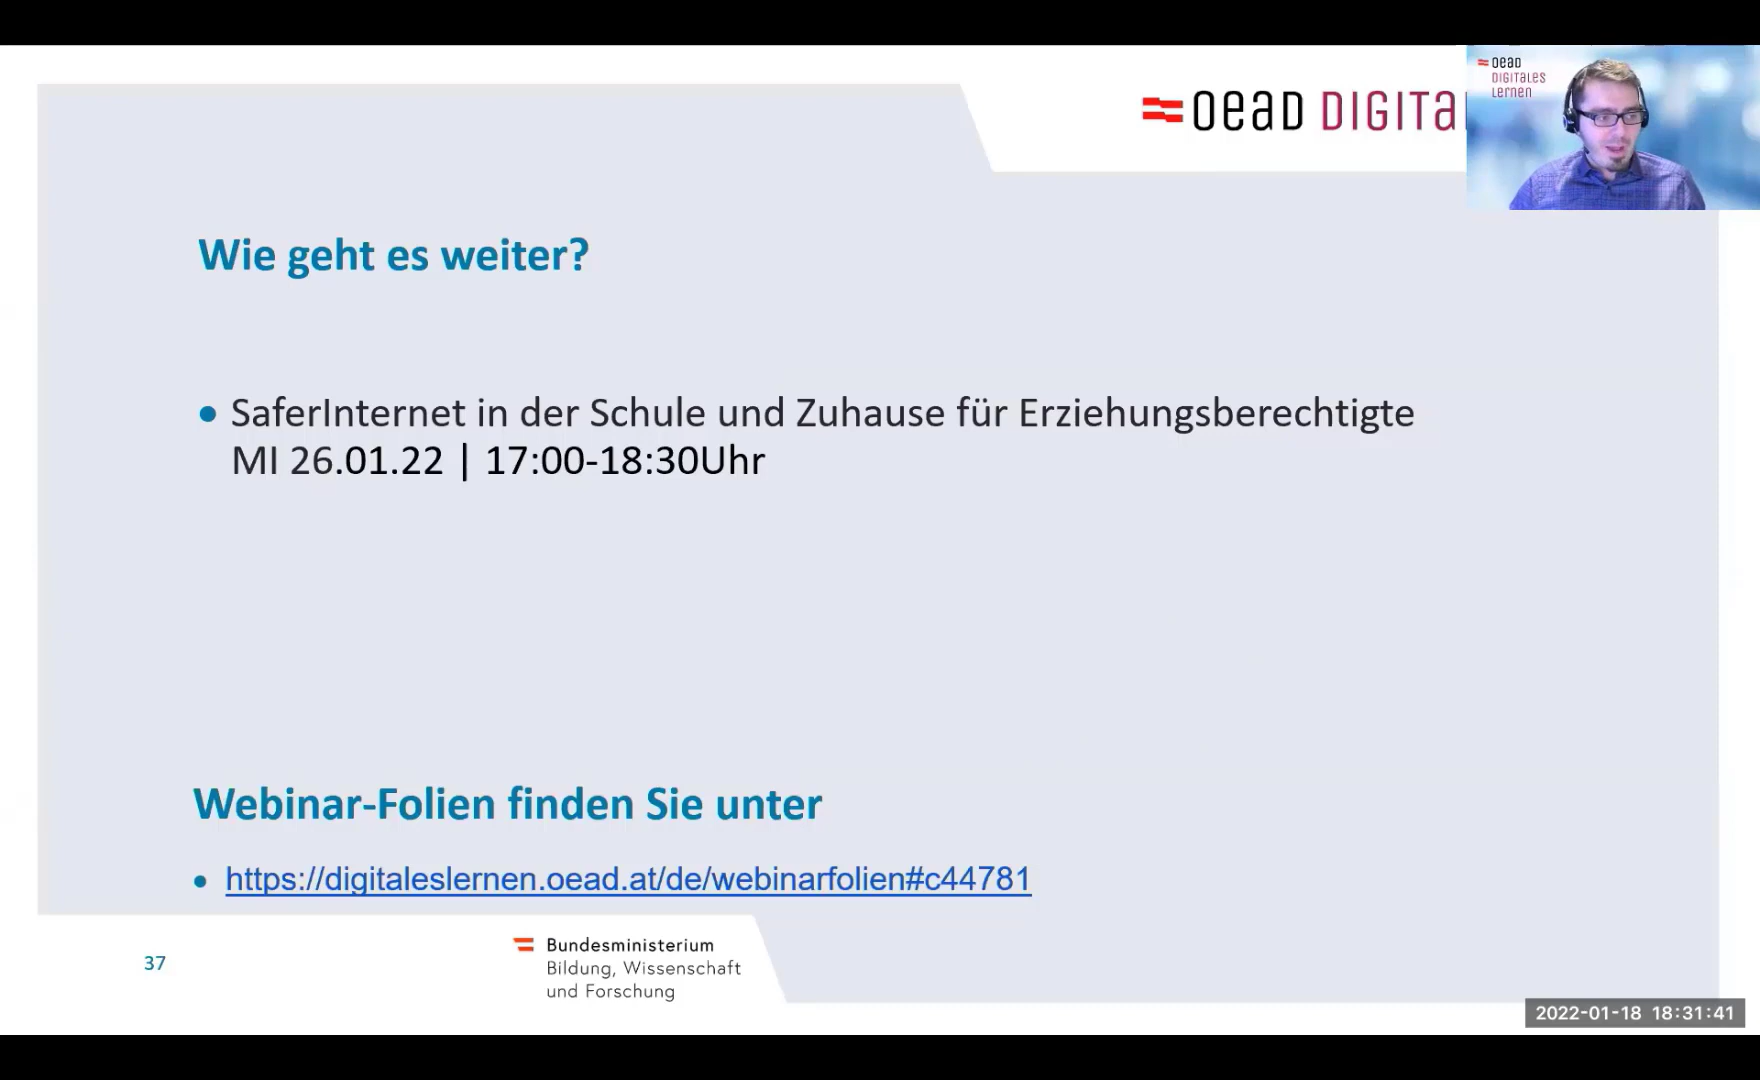 oead DIGITA
oead
DIGITALES
Lernen
Wie geht es weiter?
• SaferInternet in der Schule und Zuhause für Erziehungsberechtigte
MI 26.01.22 | 17:00-18:30Uhr
Webinar-Folien finden Sie unter
• https://digitaleslernen.oead.at/de/webinarfolien#c44781
37
Bundesministerium
Bildung, Wissenschaft
und Forschung
2022-01-18 18:31:41